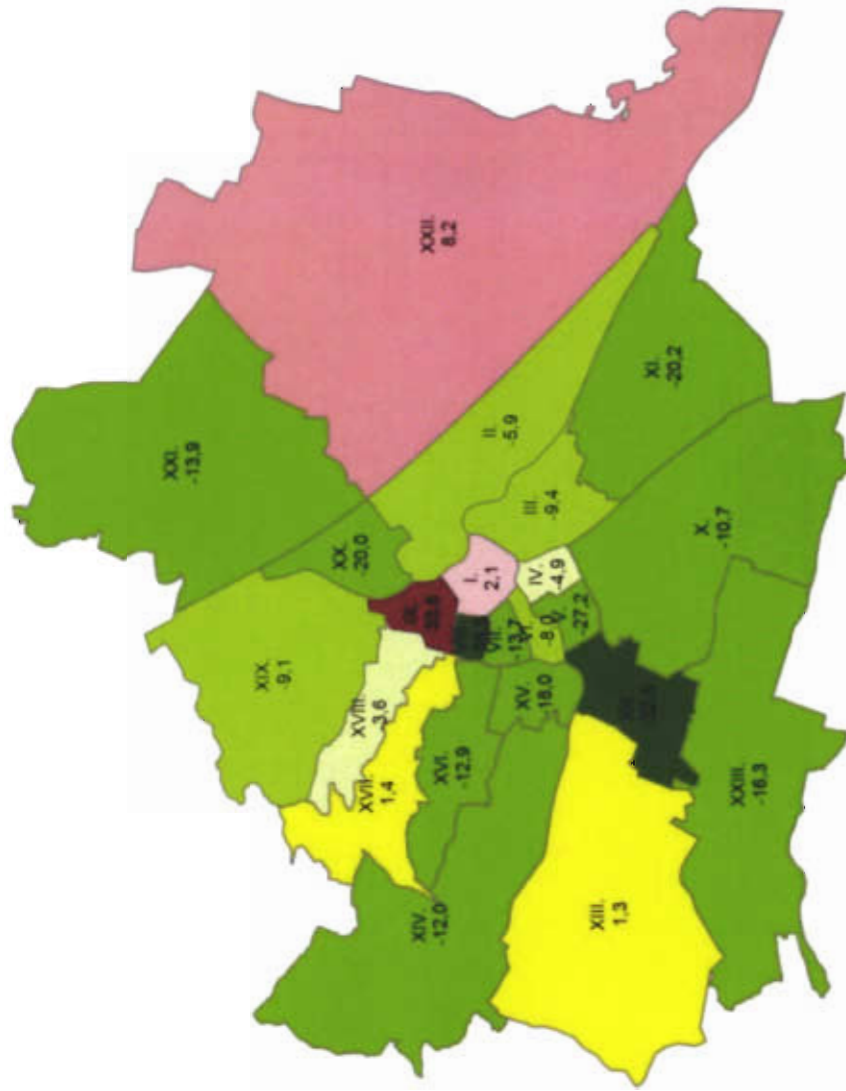 XXI.
-13,9
XIX.
-9,1
XX.
-20,0
XVIII.
-3,6
XVII.
1,4
XIV.
-12,0
XXII.
8,2
XVI.
-12,9
I.
2,1
II.
-5,9
VII.
-13,7
XV.
-18,0
VI.
-8,0
III.
-9,4
IV.
-4,9
V.
-27,2
XIII.
1,3
XI.
-20,2
X.
-10,7
XXIII.
-16,3